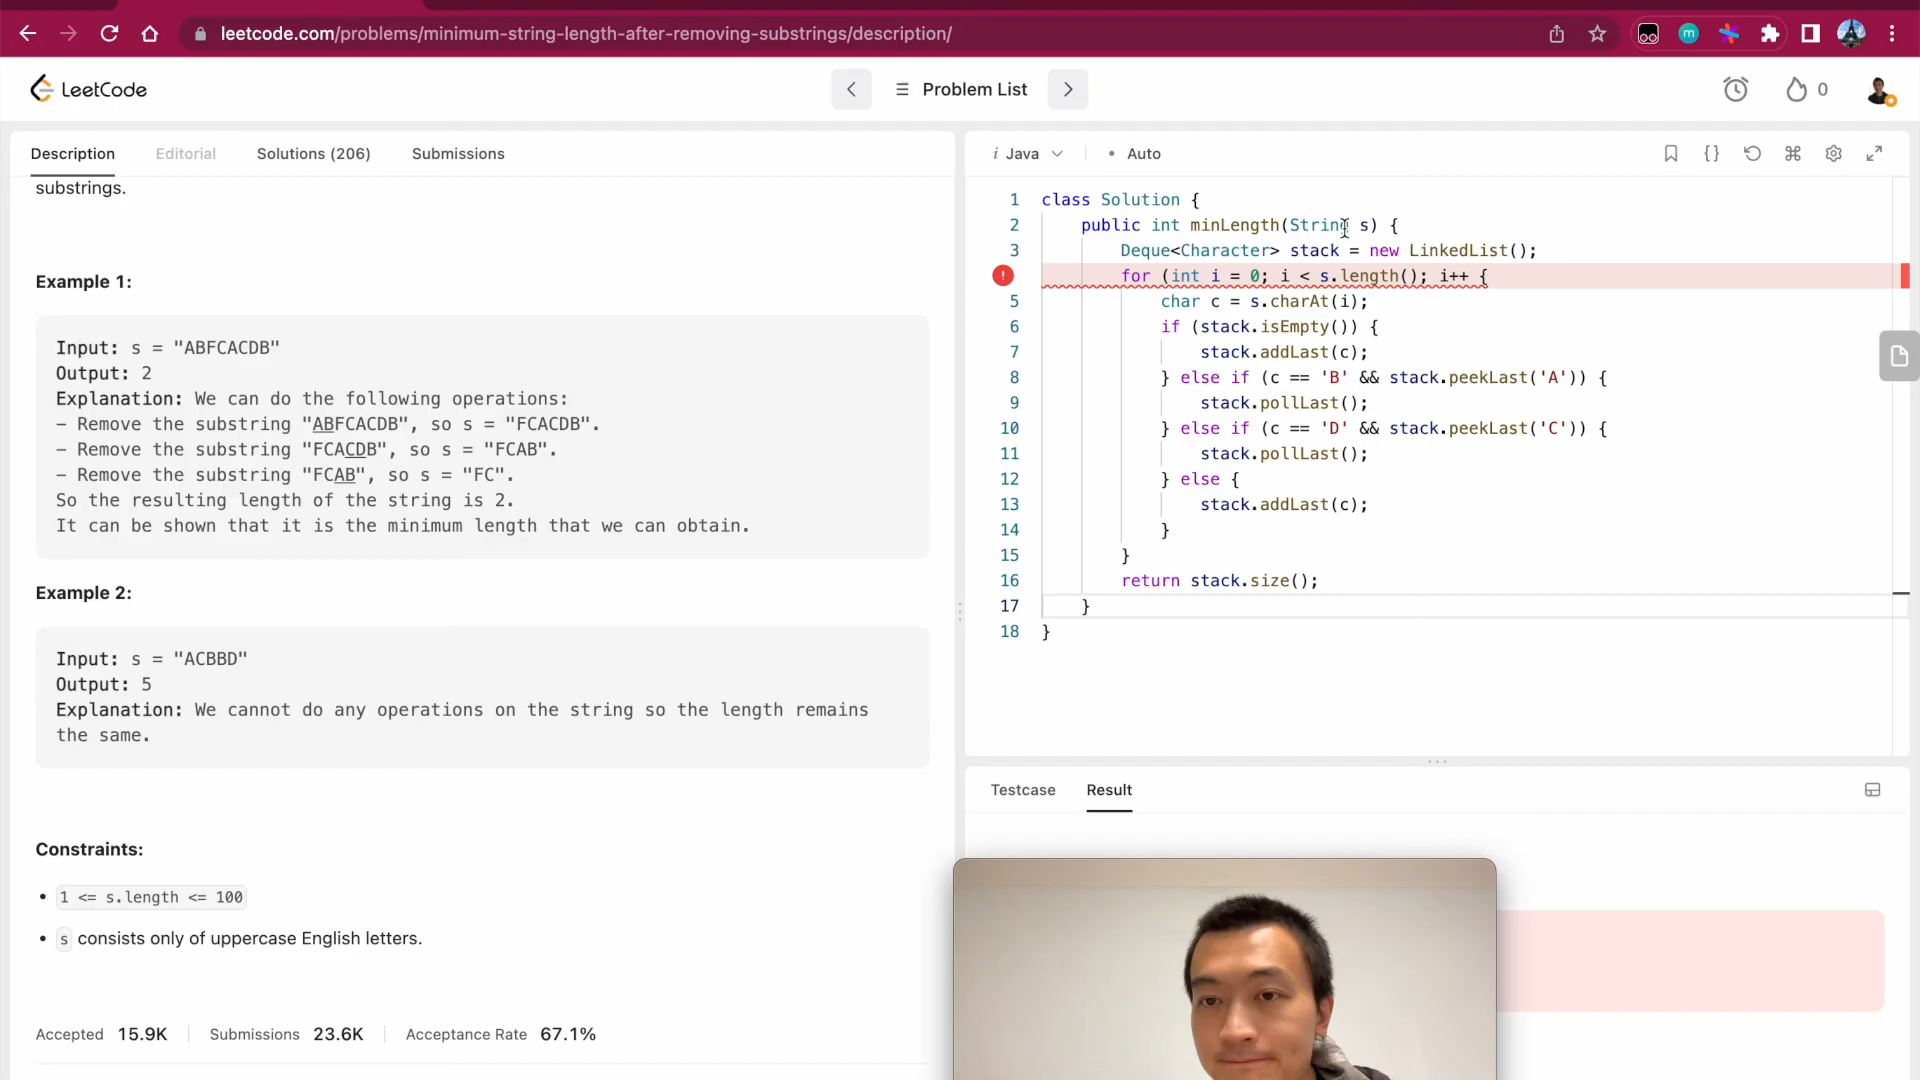 leetcode.com/problems/minimum-string-length-after-removing-substrings/description/
LeetCode
Problem List
0
Description
Editorial
Solutions (206)
Submissions
substrings.
Example 1:
Input: s = "ABFCACDB"
Output: 2
Explanation: We can do the following operations:
- Remove the substring "ABFCACDB", so s = "FCACDB".
- Remove the substring "FCACDB", so s = "FCAB".
- Remove the substring "FCAB", so s = "FC".
So the resulting length of the string is 2.
It can be shown that it is the minimum length that we can obtain.
Example 2:
Input: s = "ACBBD"
Output: 5
Explanation: We cannot do any operations on the string so the length remains
the same.
Constraints:
• 1 <= s.length <= 100
• s consists only of uppercase English letters.
Accepted 15.9K
Submissions 23.6K
Acceptance Rate 67.1%
i Java
• Auto
{}
1 class Solution {
2 public int minLength(String s) {
3 Deque<Character> stack = new LinkedList();
! for (int i = 0; i < s.length(); i++ {
5 char c = s.charAt(i);
6 if (stack.isEmpty()) {
7 stack.addLast(c);
8 } else if (c == 'B' && stack.peekLast('A')) {
9 stack.pollLast();
10 } else if (c == 'D' && stack.peekLast('C')) {
11 stack.pollLast();
12 } else {
13 stack.addLast(c);
14 }
15 }
16 return stack.size();
17 }
18 }
Testcase
Result